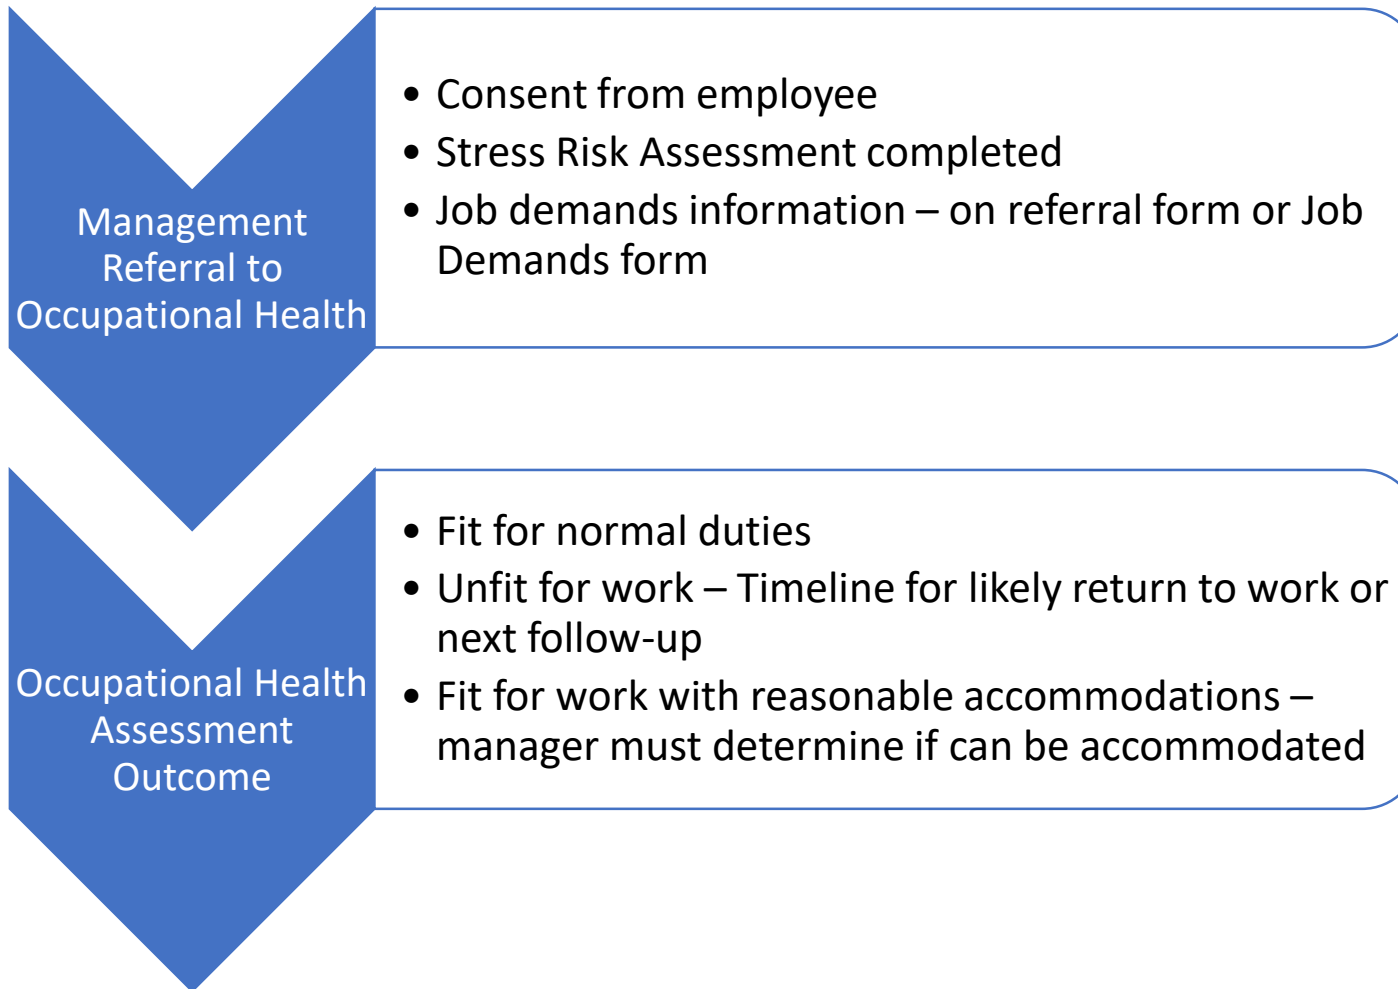 Management
Referral to
Occupational Health
• Consent from employee
• Stress Risk Assessment completed
• Job demands information – on referral form or Job
Demands form
Occupational Health
Assessment
Outcome
• Fit for normal duties
• Unfit for work – Timeline for likely return to work or
next follow-up
• Fit for work with reasonable accommodations –
manager must determine if can be accommodated